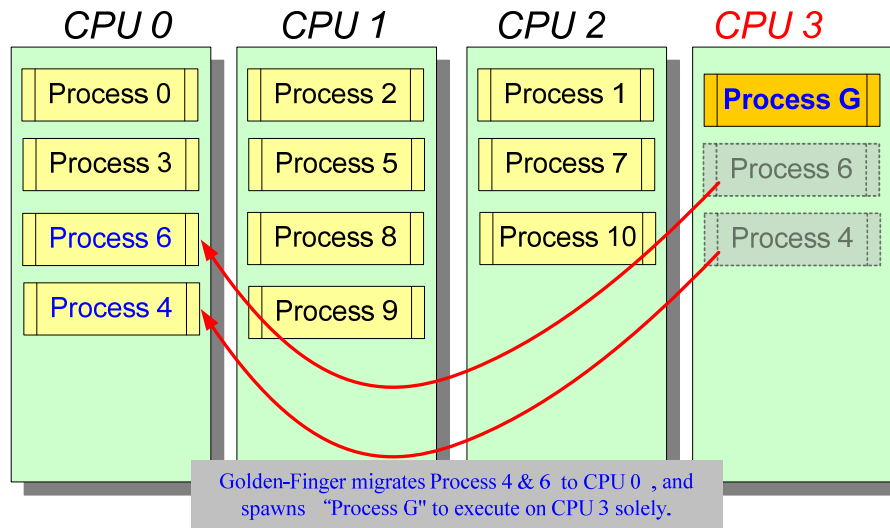 CPU 0
CPU 1
CPU 2
CPU 3
Process 0
Process 2
Process 1
Process G
Process 3
Process 5
Process 7
Process 6
Process 6
Process 8
Process 10
Process 4
Process 4
Process 9
Golden-Finger migrates Process 4 & 6 to CPU 0 , and
spawns "Process G" to execute on CPU 3 solely.